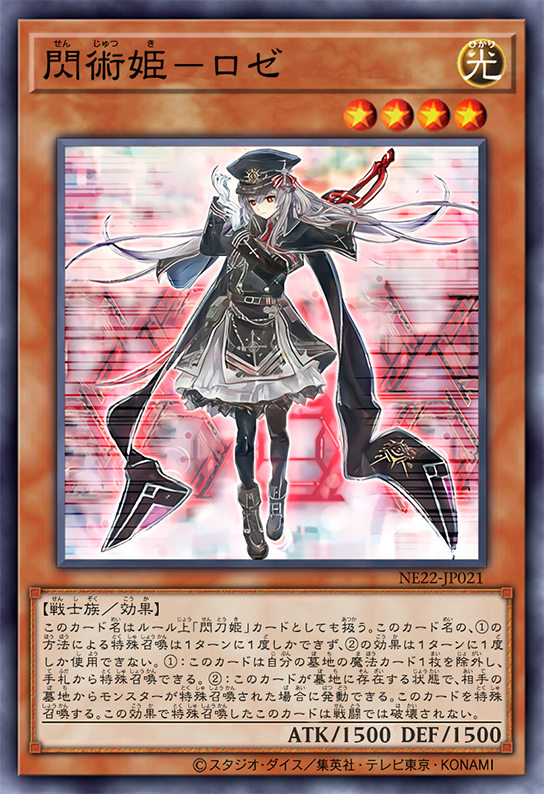 閃術姫－ロゼ
光
NE22-JP021
【戦士族／効果】
このカード名はルール上「閃刀姫」カードとしても扱う。このカード名の、①の
方法による特殊召喚は１ターンに１度しかできず、②の効果は１ターンに１度
しか使用できない。①：このカードは自分の墓地の魔法カード１枚を除外し、
手札から特殊召喚できる。②：このカードが墓地に存在する状態で、相手の
墓地からモンスターが特殊召喚された場合に発動できる。このカードを特殊
召喚する。この効果で特殊召喚したこのカードは戦闘では破壊されない。
ATK/1500 DEF/1500
©スタジオ・ダイス／集英社・テレビ東京・KONAMI